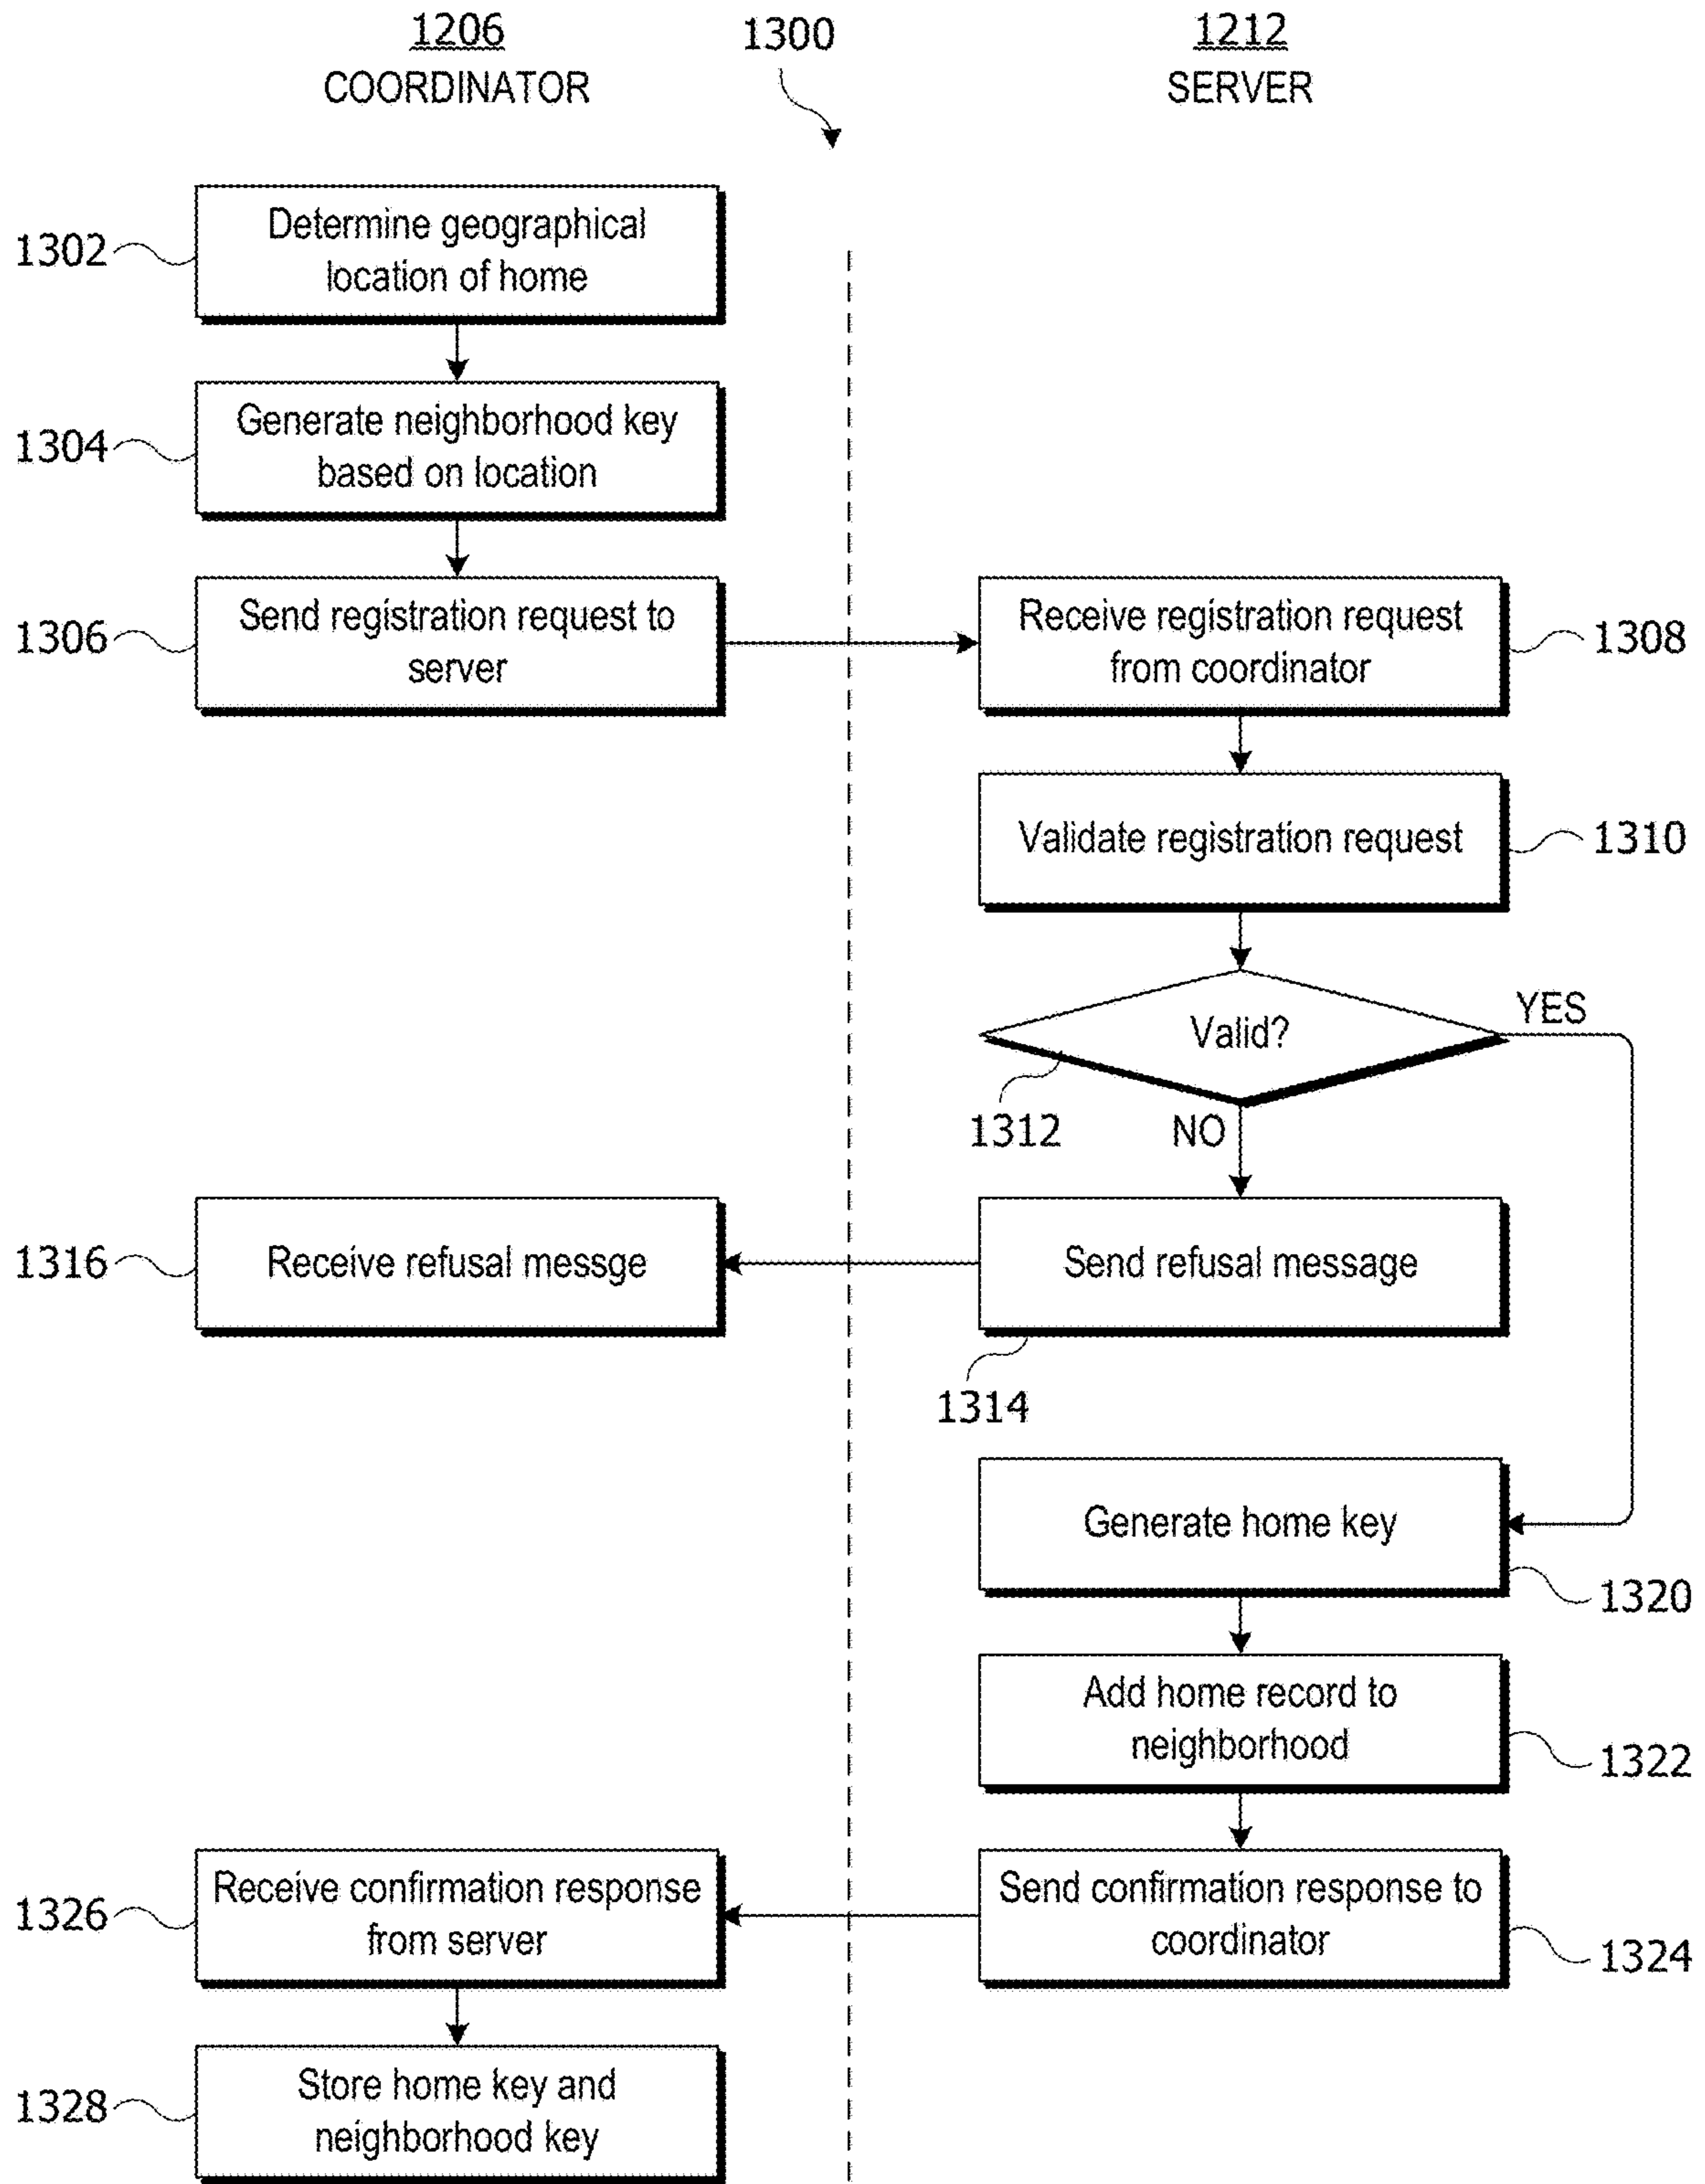 1206
COORDINATOR
1300
1212
SERVER
1302
Determine geographical
location of home
1304
Generate neighborhood key
based on location
1306
Send registration request to
server
Receive registration request
from coordinator
1308
Validate registration request
1310
Valid?
YES
1312
NO
1316
Receive refusal messge
Send refusal message
1314
Generate home key
1320
Add home record to
neighborhood
1322
1326
Receive confirmation response
from server
Send confirmation response to
coordinator
1324
1328
Store home key and
neighborhood key